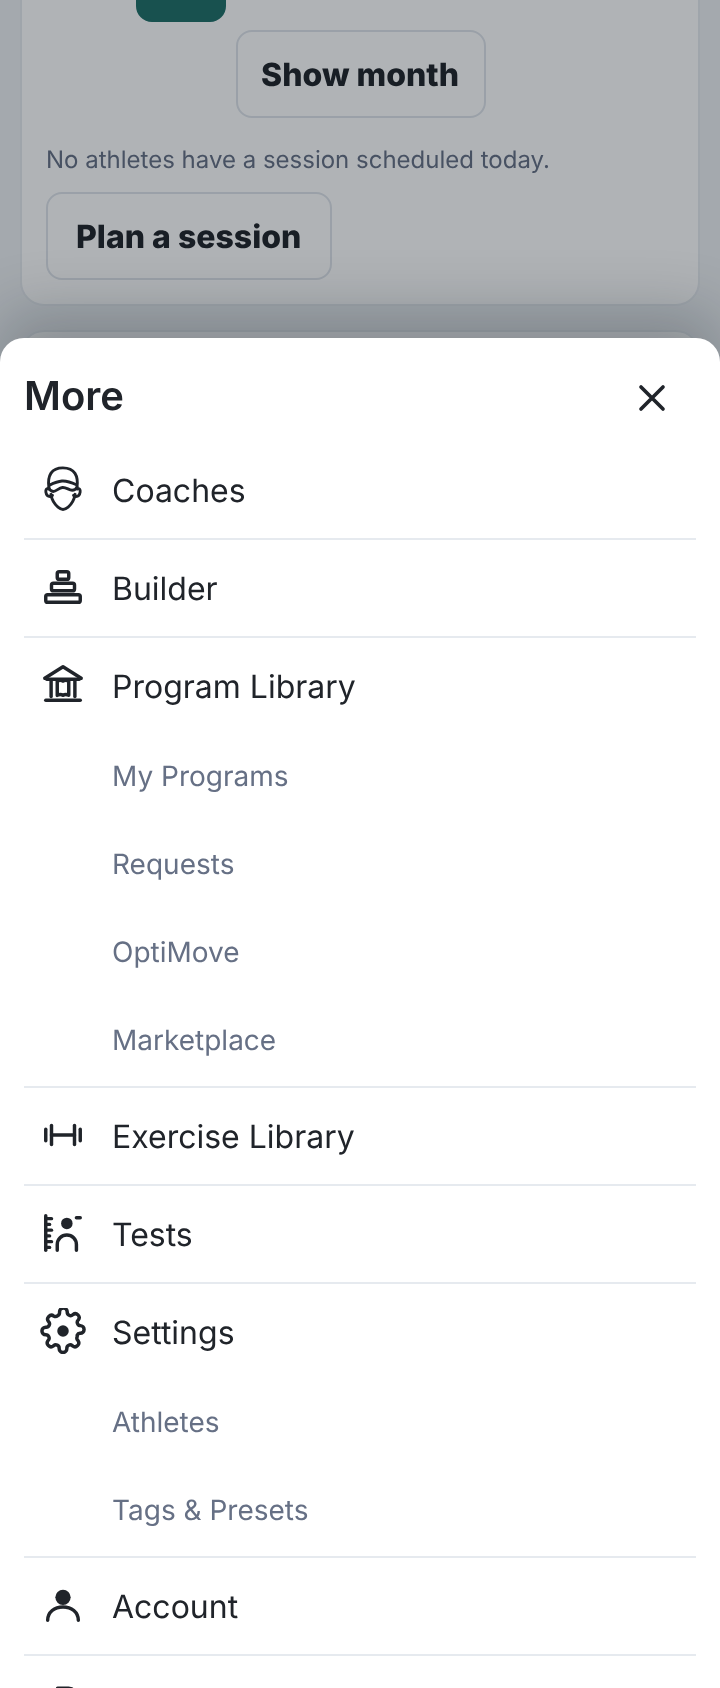 Show month
No athletes have a session scheduled today.
Plan a session
More
Coaches
Builder
Program Library
My Programs
Requests
OptiMove
Marketplace
Exercise Library
Tests
Settings
Athletes
Tags & Presets
Account